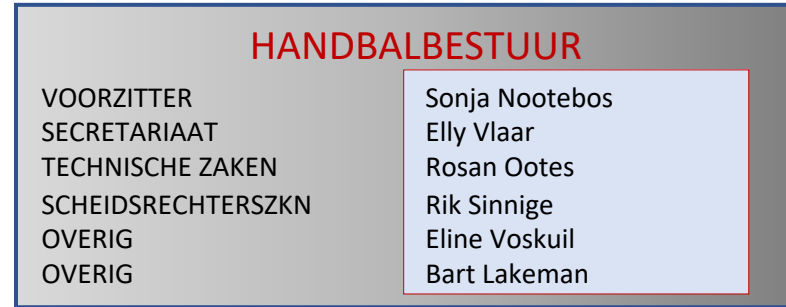 HANDBALBESTUUR
VOORZITTER Sonja Nootebos
SECRETARIAAT Elly Vlaar
TECHNISCHE ZAKEN Rosan Ootes
SCHEIDSRECHTERSZKN Rik Sinnige
OVERIG Eline Voskuil
OVERIG Bart Lakeman